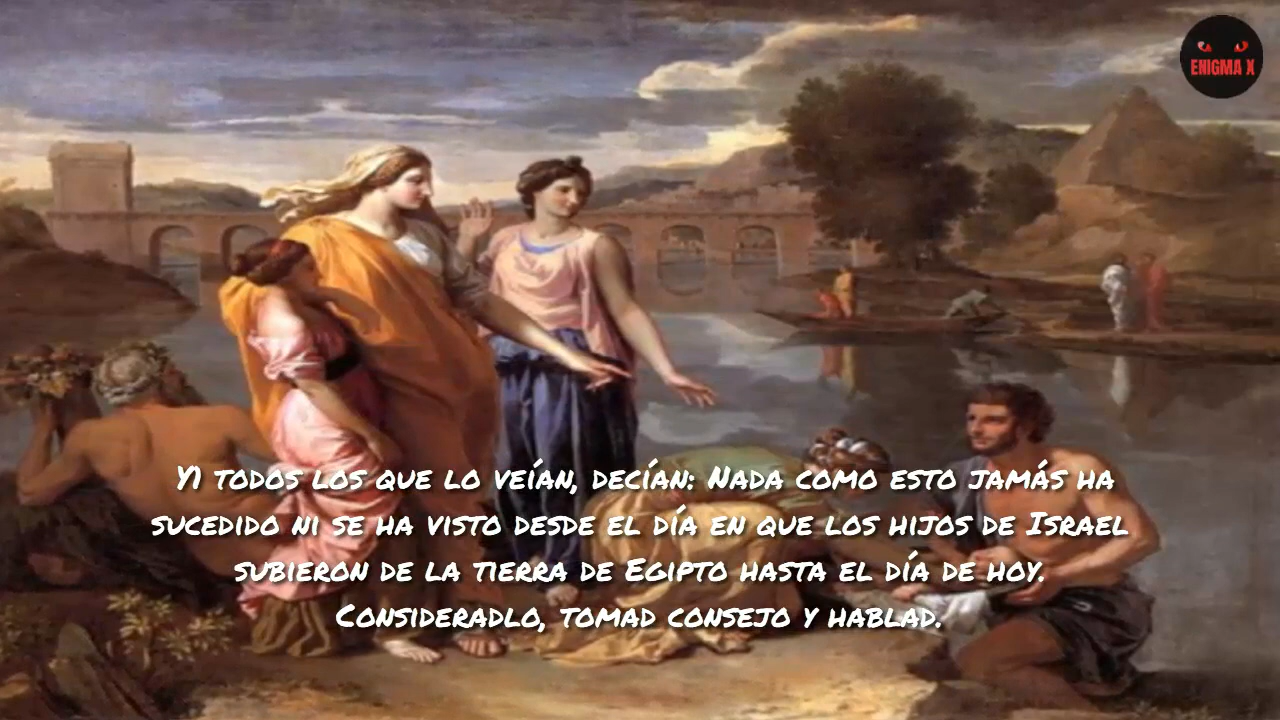 ENIGMA X
Y todos los que lo veían, decían: Nada como esto jamás ha
sucedido ni se ha visto desde el día en que los hijos de Israel
subieron de la tierra de Egipto hasta el día de hoy.
Consideradlo, tomad consejo y hablad.